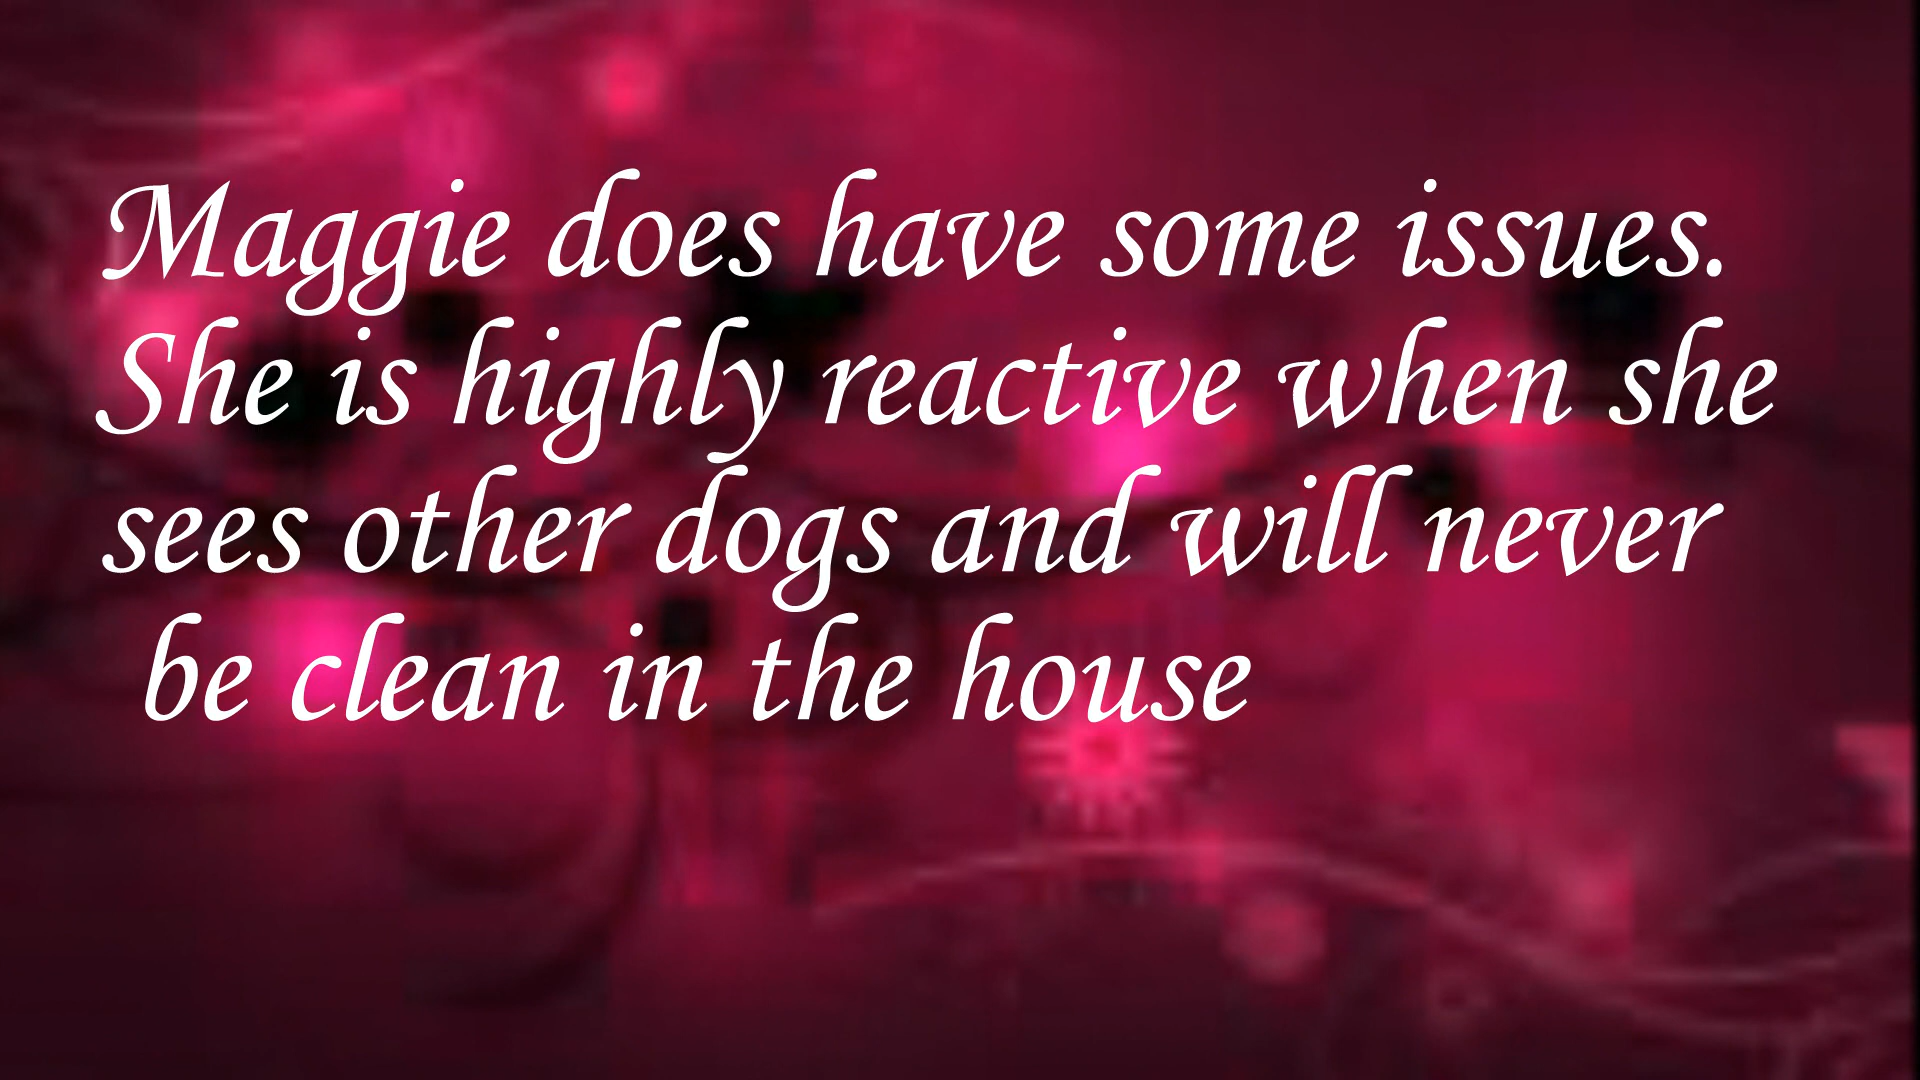 Maggie does have some issues.
She is highly reactive when she
sees other dogs and will never
be clean in the house